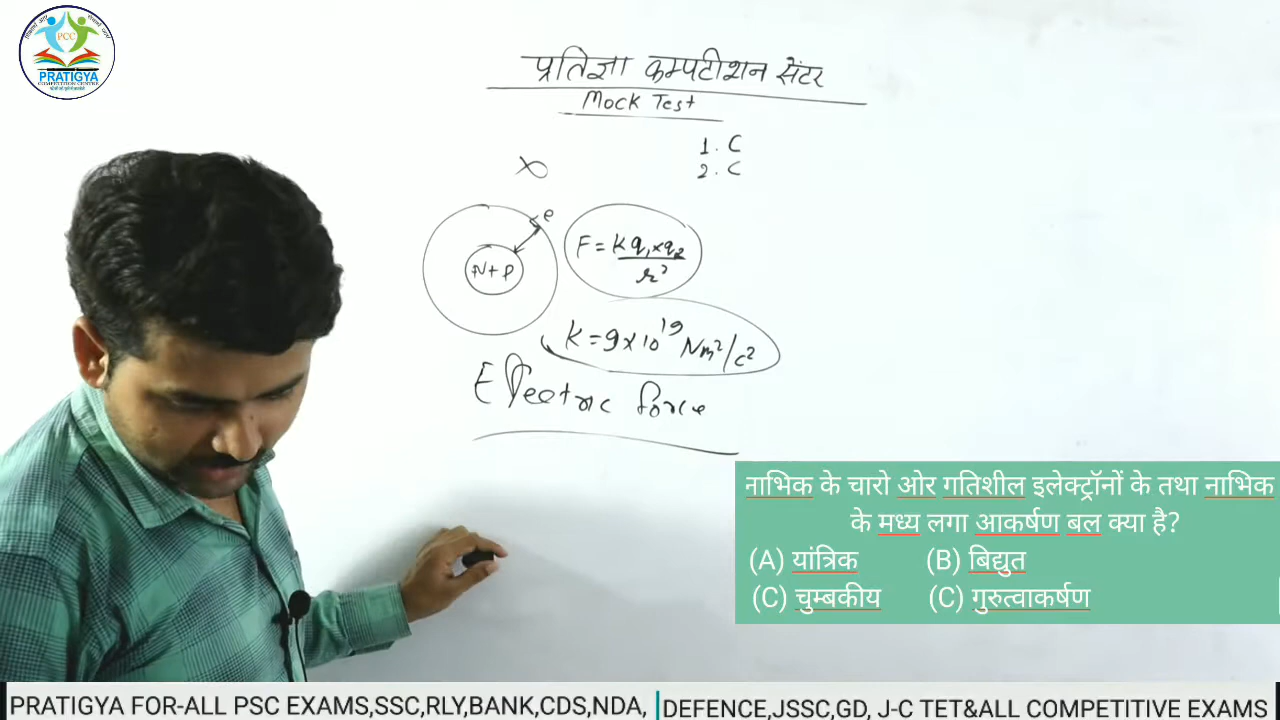 PCC
PRATIGYA
COMPETITION CENTRE
प्रतिज्ञा कम्पटीशन सेंटर
Mock Test
1. C
2. C
e
N+P
F = K q₁ × q₂ / r²
K = 9×10¹⁹ Nm²/c²
Electric force
नाभिक के चारो ओर गतिशील इलेक्ट्रॉनों के तथा नाभिक
के मध्य लगा आकर्षण बल क्या है?
(A) यांत्रिक (B) बिद्युत
(C) चुम्बकीय (C) गुरुत्वाकर्षण
PRATIGYA FOR-ALL PSC EXAMS,SSC,RLY,BANK,CDS,NDA, DEFENCE,JSSC,GD, J-C TET&ALL COMPETITIVE EXAMS